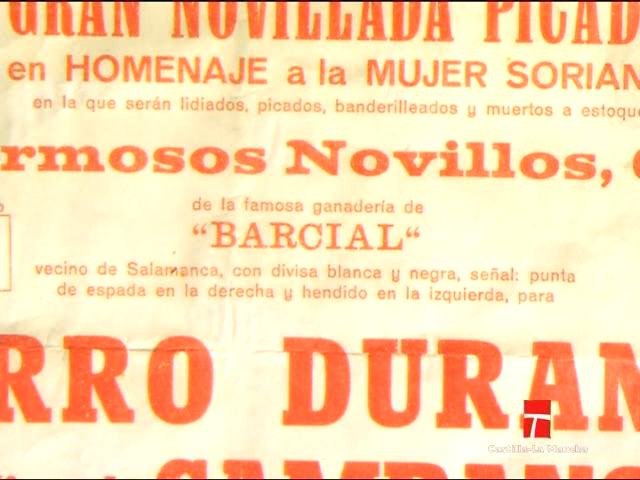 GRAN NOVILLADA PICAD
en HOMENAJE a la MUJER SORIAN
en la que serán lidiados, picados, banderilleados y muertos a estoque
ermosos Novillos,
de la famosa ganadería de
“BARCIAL“
vecino de Salamanca, con divisa blanca y negra, señal: punta
de espada en la derecha y hendido en la izquierda, para
RRO DURAN
Castilla-La Mancha